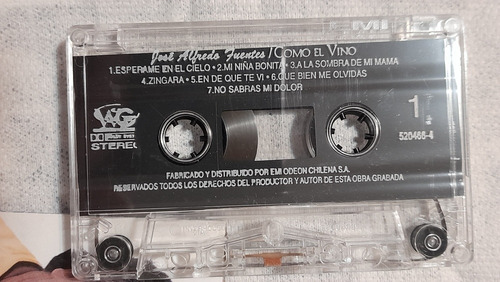 José Alfredo Fuentes / COMO EL VINO
1.ESPERAME EN EL CIELO • 2.MI NIÑA BONITA • 3.A LA SOMBRA DE MI MAMA
4.ZINGARA • 5.EN DE QUE TE VI • 6.QUE BIEN ME OLVIDAS
7.NO SABRAS MI DOLOR
1.
520466-4
STEREO
FABRICADO Y DISTRIBUIDO POR EMI ODEON CHILENA S.A.
RESERVADOS TODOS LOS DERECHOS DEL PRODUCTOR Y AUTOR DE ESTA OBRA GRABADA